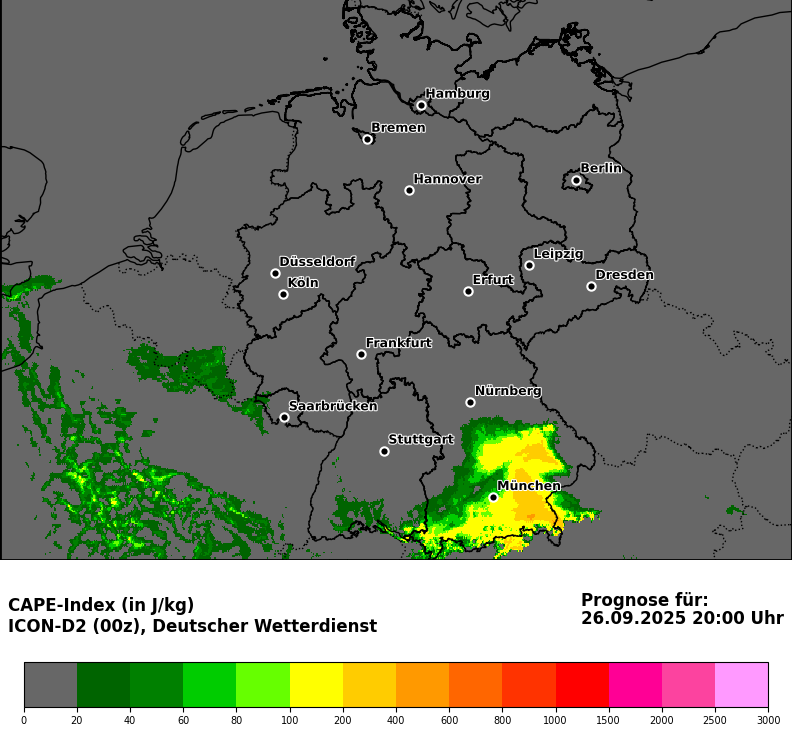 Hamburg
Bremen
Berlin
Hannover
Düsseldorf
Leipzig
Köln
Erfurt
Dresden
Frankfurt
Nürnberg
Saarbrücken
Stuttgart
München
CAPE-Index (in J/kg)
ICON-D2 (00z), Deutscher Wetterdienst
Prognose für:
26.09.2025 20:00 Uhr
0 20 40 60 80 100 200 400 600 800 1000 1500 2000 2500 3000